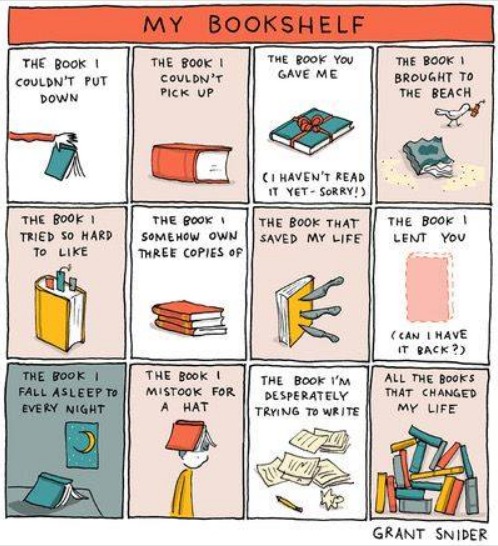 MY BOOKSHELF
THE BOOK I
COULDN'T PUT
DOWN
THE BOOK I
COULDN'T
PICK UP
THE BOOK YOU
GAVE ME
(I HAVEN'T READ
IT YET - SORRY!)
THE BOOK I
BROUGHT TO
THE BEACH
THE BOOK I
TRIED SO HARD
TO LIKE
THE BOOK I
SOMEHOW OWN
THREE COPIES OF
THE BOOK THAT
SAVED MY LIFE
THE BOOK I
LENT YOU
(CAN I HAVE
IT BACK?)
THE BOOK I
FALL ASLEEP TO
EVERY NIGHT
THE BOOK I
MISTOOK FOR
A HAT
THE BOOK I'M
DESPERATELY
TRYING TO WRITE
ALL THE BOOKS
THAT CHANGED
MY LIFE
GRANT SNIDER